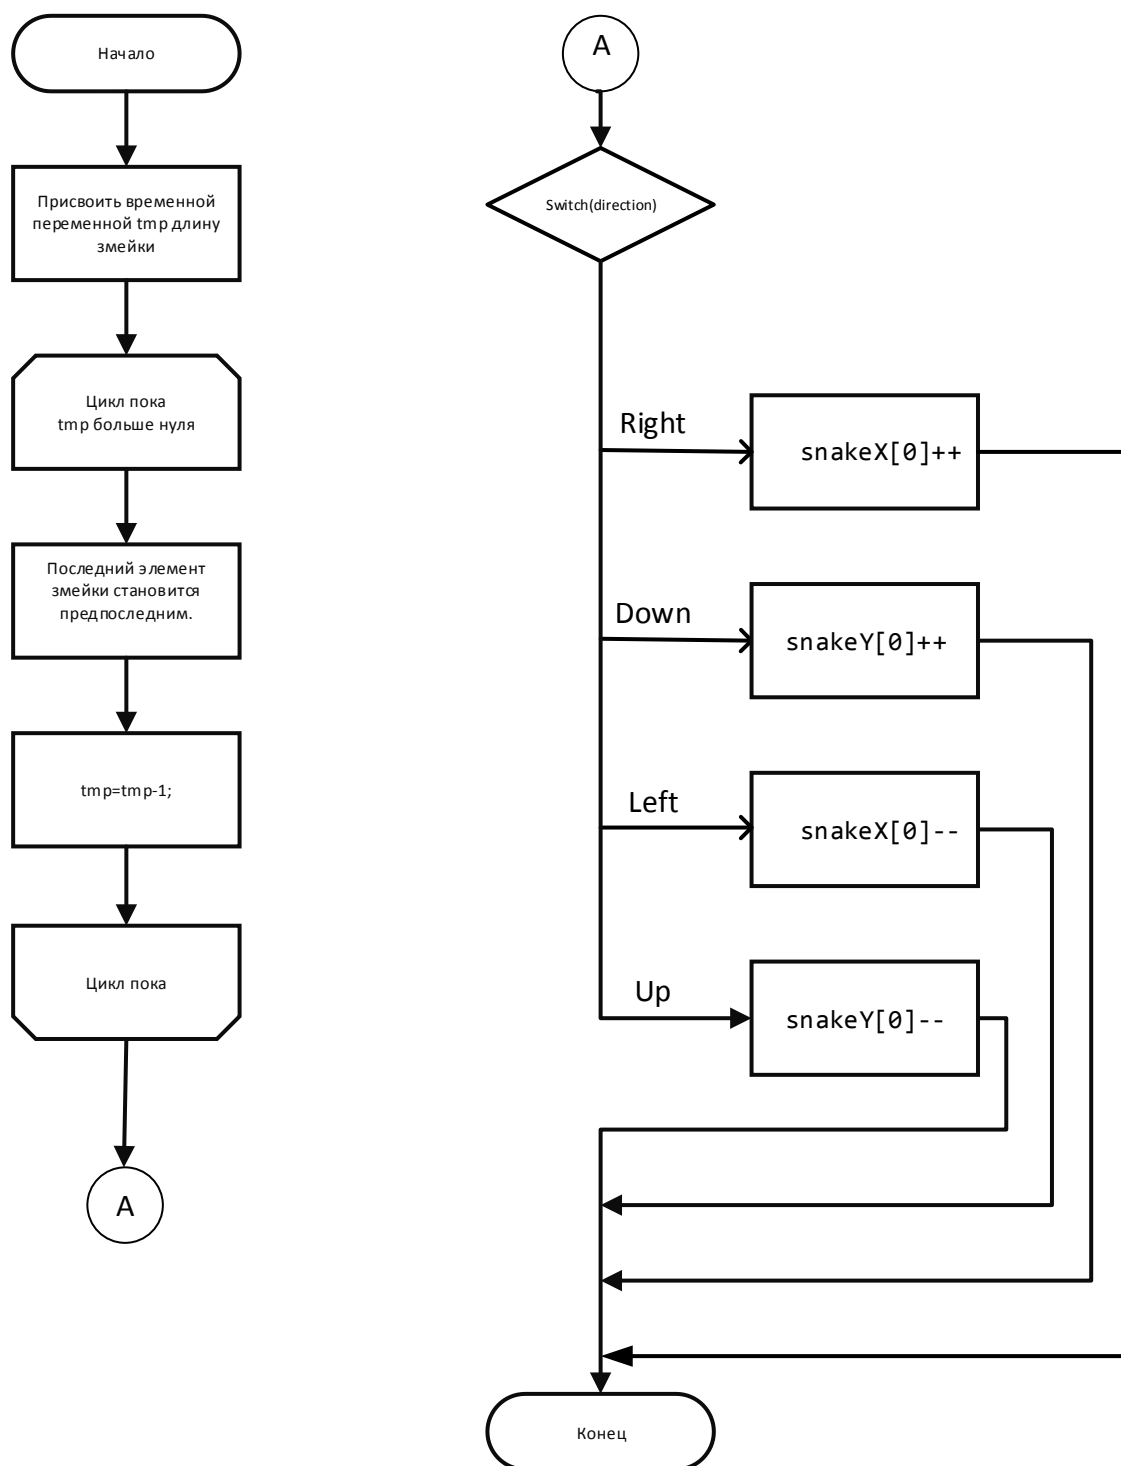 Начало
Присвоить временной
переменной tmp длину
змейки
Цикл пока
tmp больше нуля
Последний элемент
змейки становится
предпоследним.
tmp=tmp-1;
Цикл пока
A
A
Switch(direction)
Right
snakeX[0]++
Down
snakeY[0]++
Left
snakeX[0]--
Up
snakeY[0]--
Конец